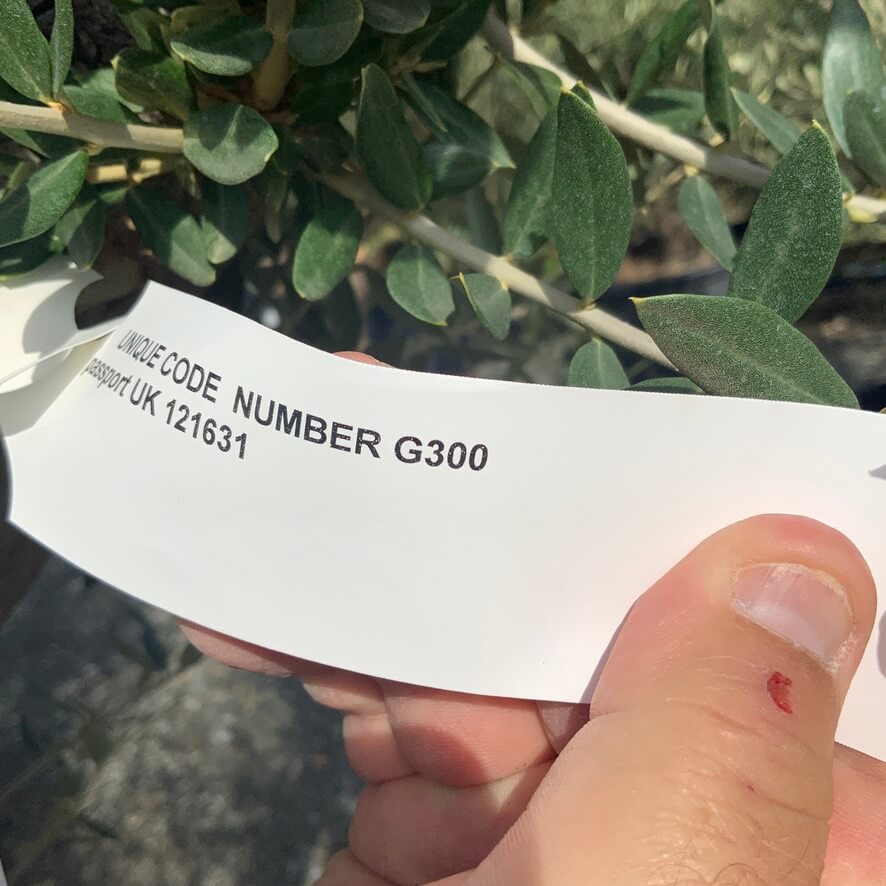 UNIQUE CODE NUMBER G300
passport UK 121631